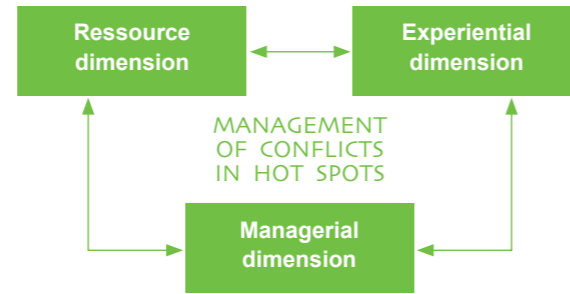 Ressource
dimension
Experiential
dimension
MANAGEMENT
OF CONFLICTS
IN HOT SPOTS
Managerial
dimension